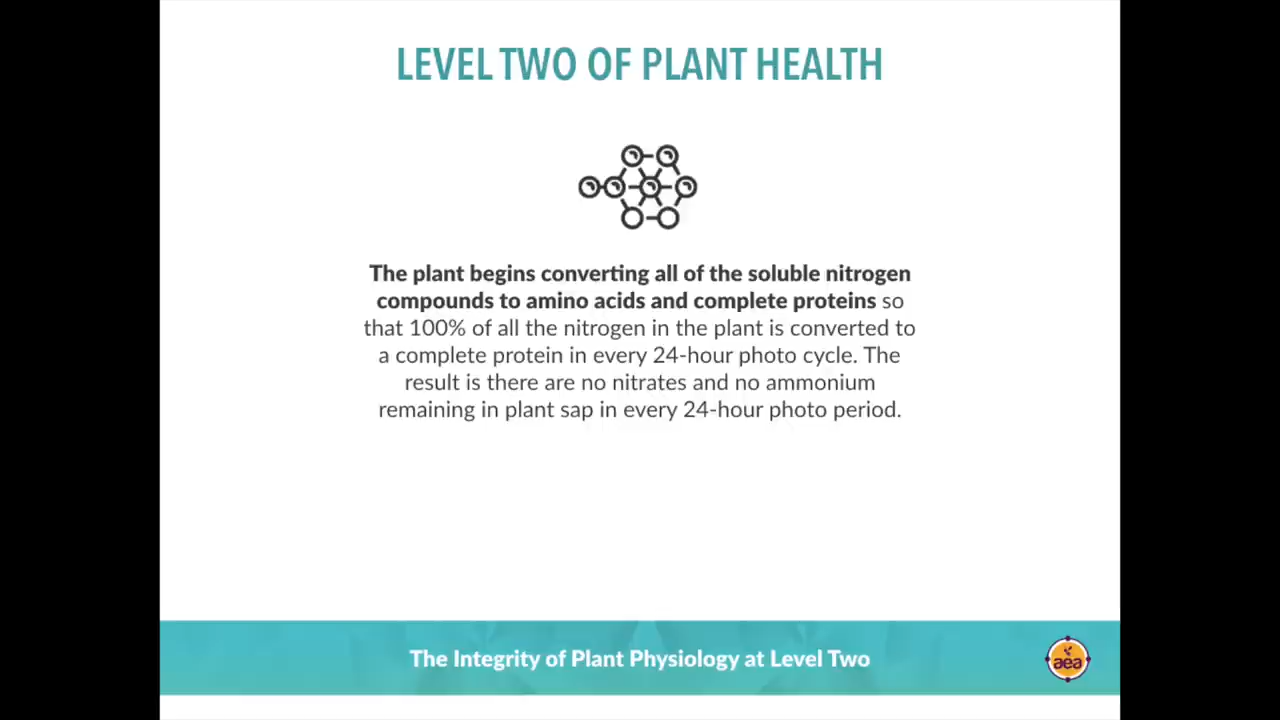 LEVEL TWO OF PLANT HEALTH
The plant begins converting all of the soluble nitrogen
compounds to amino acids and complete proteins so
that 100% of all the nitrogen in the plant is converted to
a complete protein in every 24-hour photo cycle. The
result is there are no nitrates and no ammonium
remaining in plant sap in every 24-hour photo period.
The Integrity of Plant Physiology at Level Two
aea